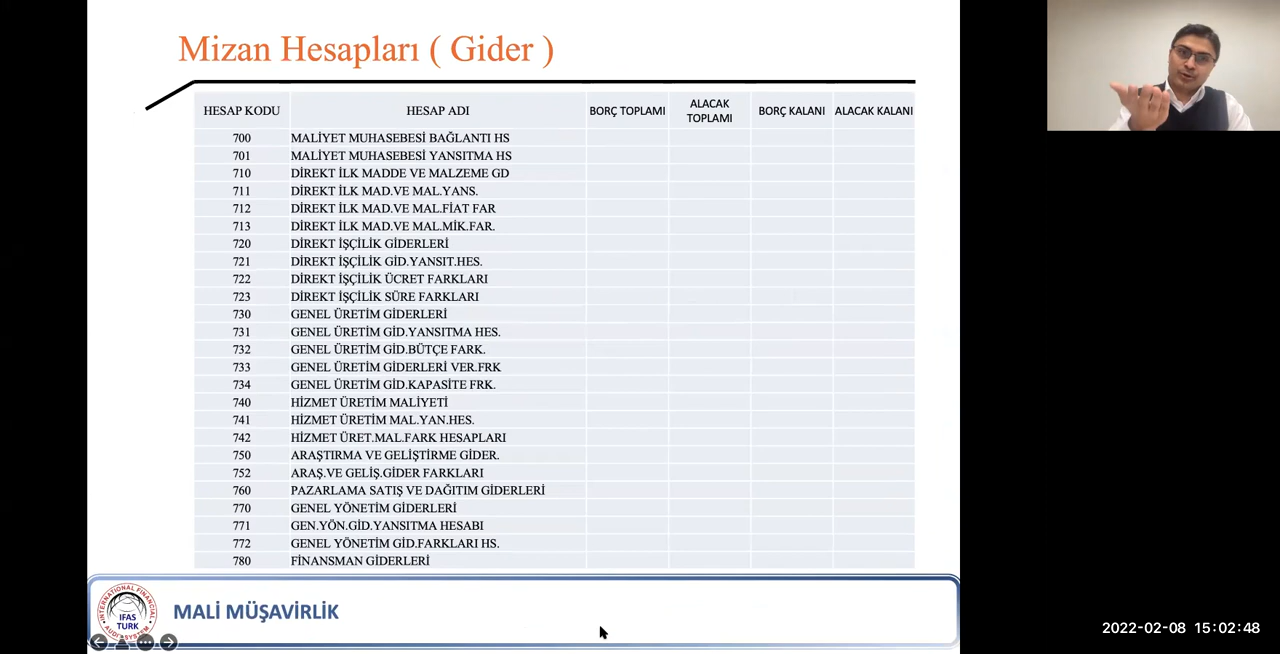 Mizan Hesapları ( Gider )
HESAP KODU HESAP ADI BORÇ TOPLAMI ALACAK TOPLAMI BORÇ KALANI ALACAK KALANI
700 MALİYET MUHASEBESİ BAĞLANTI HS
701 MALİYET MUHASEBESİ YANSITMA HS
710 DİREKT İLK MADDE VE MALZEME GD
711 DİREKT İLK MAD.VE MAL.YANS.
712 DİREKT İLK MAD.VE MAL.FİAT FAR
713 DİREKT İLK MAD.VE MAL.MİK.FAR.
720 DİREKT İŞÇİLİK GİDERLERİ
721 DİREKT İŞÇİLİK GİD.YANSIT.HES.
722 DİREKT İŞÇİLİK ÜCRET FARKLARI
723 DİREKT İŞÇİLİK SÜRE FARKLARI
730 GENEL ÜRETİM GİDERLERİ
731 GENEL ÜRETİM GİD.YANSITMA HES.
732 GENEL ÜRETİM GİD.BÜTÇE FARK.
733 GENEL ÜRETİM GİDERLERİ VER.FRK
734 GENEL ÜRETİM GİD.KAPASİTE FRK.
740 HİZMET ÜRETİM MALİYETİ
741 HİZMET ÜRETİM MAL.YAN.HES.
742 HİZMET ÜRET.MAL.FARK HESAPLARI
750 ARAŞTIRMA VE GELİŞTİRME GİDER.
752 ARAŞ.VE GELİŞ.GİDER FARKLARI
760 PAZARLAMA SATIŞ VE DAĞITIM GİDERLERİ
770 GENEL YÖNETİM GİDERLERİ
771 GEN.YÖN.GİD.YANSITMA HESABI
772 GENEL YÖNETİM GİD.FARKLARI HS.
780 FİNANSMAN GİDERLERİ
INTERNATIONAL FINANCIAL
IFAS
TURK
AUDIT SYSTEM
MALİ MÜŞAVİRLİK
2022-02-08 15:02:48